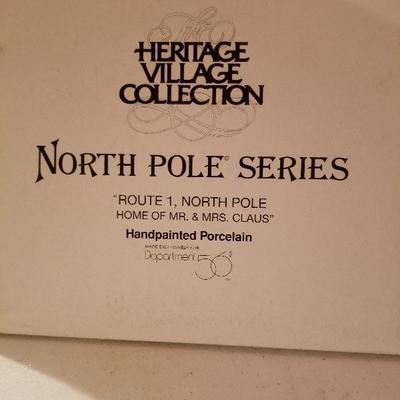 The
HERITAGE
VILLAGE
COLLECTION
NORTH POLE© SERIES
"ROUTE 1, NORTH POLE
HOME OF MR. & MRS. CLAUS"
Handpainted Porcelain
MADE EXCLUSIVELY FOR
Department 56®